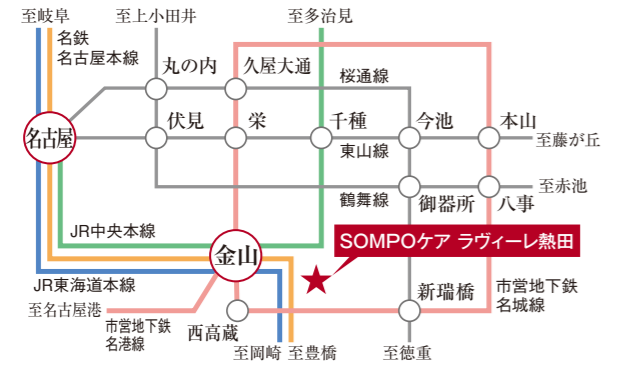 至岐阜
至上小田井
至多治見
名鉄
名古屋本線
丸の内
久屋大通
桜通線
名古屋
伏見
栄
千種
今池
本山
東山線
至藤が丘
鶴舞線
至赤池
御器所
八事
JR中央本線
金山
SOMPOケア ラヴィーレ熱田
JR東海道本線
新瑞橋
市営地下鉄
名城線
至名古屋港
市営地下鉄
名港線
西高蔵
至岡崎
至豊橋
至徳重